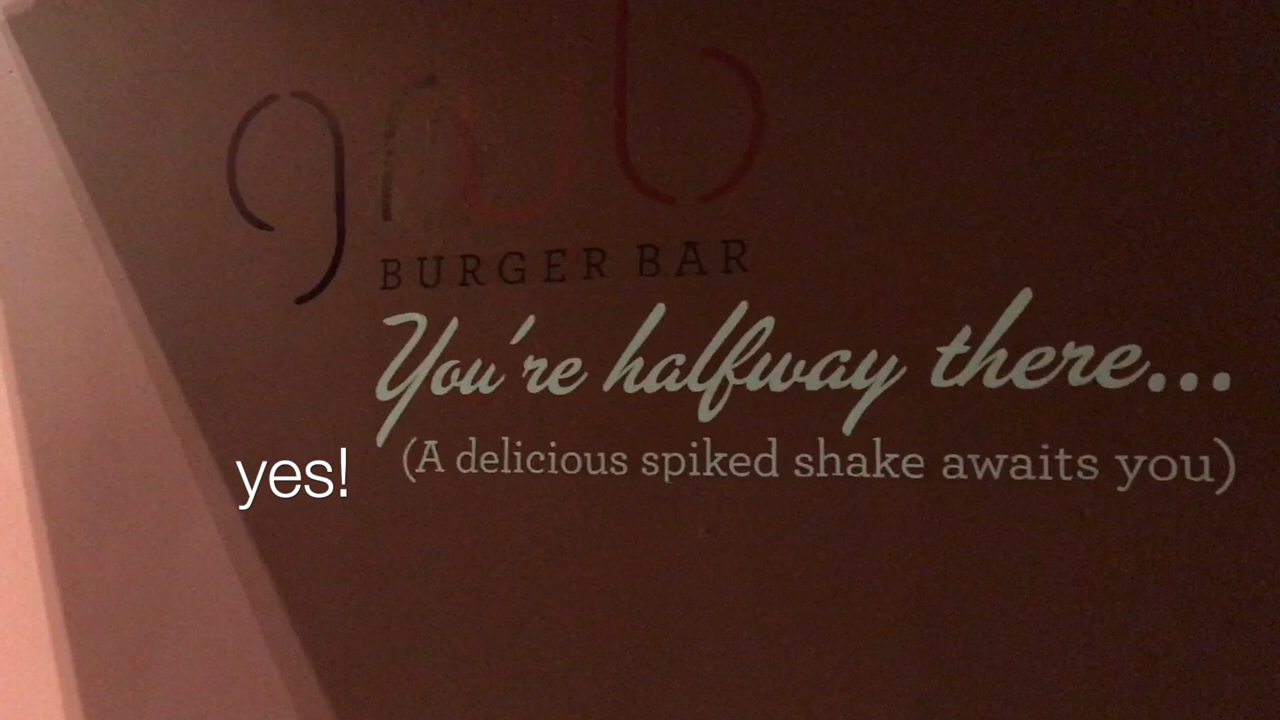 grub
BURGER BAR
You're halfway there...
(A delicious spiked shake awaits you)
yes!